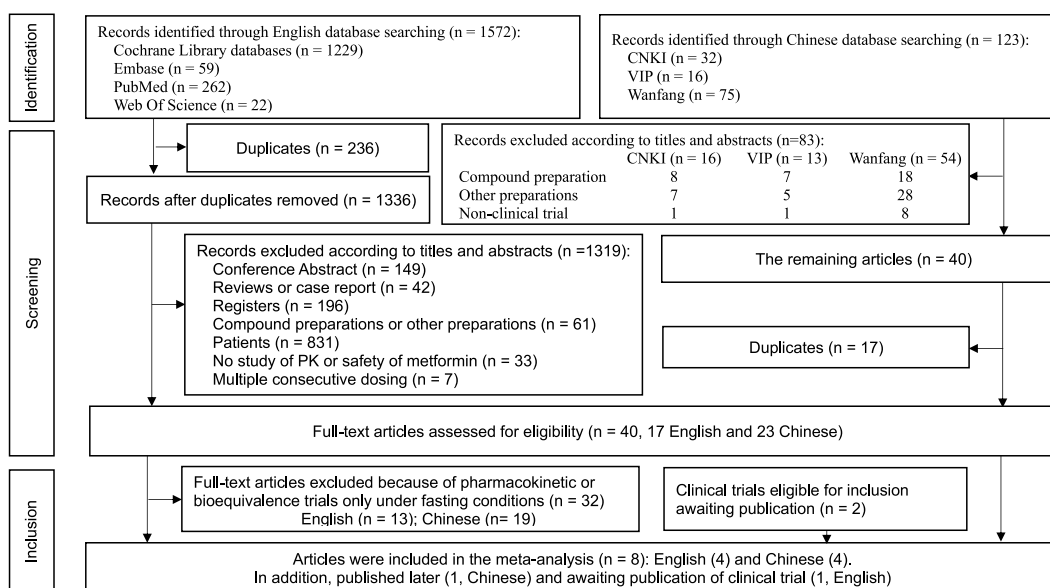 Identification
Records identified through English database searching (n = 1572):
Cochrane Library databases (n = 1229)
Embase (n = 59)
PubMed (n = 262)
Web Of Science (n = 22)
Records identified through Chinese database searching (n = 123)
CNKI (n = 32)
VIP (n = 16)
Wanfang (n = 75)
Screening
Duplicates (n = 236)
Records excluded according to titles and abstracts (n=83):
CNKI (n = 16) VIP (n = 13) Wanfang (n = 54)
Compound preparation 8 7 18
Other preparations 7 5 28
Non-clinical trial 1 1 8
Records after duplicates removed (n = 1336)
Records excluded according to titles and abstracts (n =1319):
Conference Abstract (n = 149)
Reviews or case report (n = 42)
Registers (n = 196)
Compound preparations or other preparations (n = 61)
Patients (n = 831)
No study of PK or safety of metformin (n = 33)
Multiple consecutive dosing (n = 7)
The remaining articles (n = 40)
Duplicates (n = 17)
Full-text articles assessed for eligibility (n = 40, 17 English and 23 Chinese)
Inclusion
Full-text articles excluded because of pharmacokinetic or
bioequivalence trials only under fasting conditions (n = 32)
English (n = 13); Chinese (n= 19)
Clinical trials eligible for inclusion
awaiting publication (n = 2)
Articles were included in the meta-analysis (n = 8): English (4) and Chinese (4).
In addition, published later (1, Chinese) and awaiting publication of clinical trial (1, English)